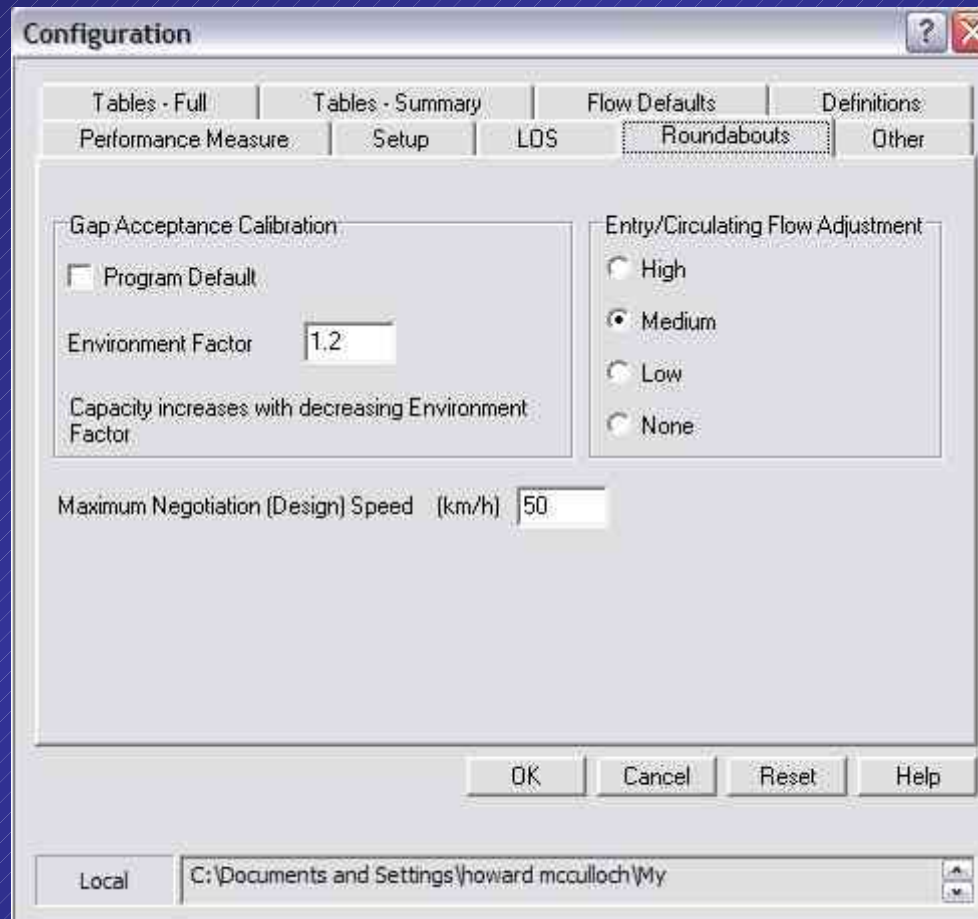 Configuration
Tables - Full
Tables - Summary
Flow Defaults
Definitions
Performance Measure
Setup
LOS
Roundabouts
Other
Gap Acceptance Calibration
Program Default
Environment Factor
1.2
Capacity increases with decreasing Environment
Factor
Entry/Circulating Flow Adjustment
High
Medium
Low
None
Maximum Negotiation (Design) Speed (km/h)
50
OK
Cancel
Reset
Help
Local
C:\Documents and Settings\howard mcculloch\My